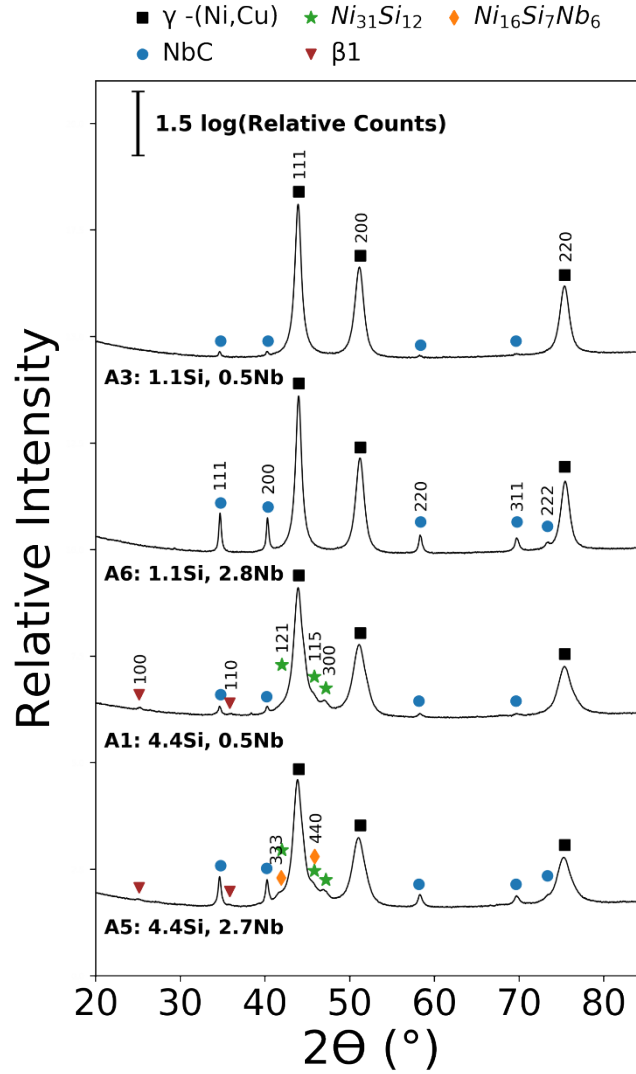 γ -(Ni,Cu) Ni₃₁Si₁₂ Ni₁₆Si₇Nb₆
NbC β1
1.5 log(Relative Counts)
111
200
220
A3: 1.1Si, 0.5Nb
111
200
220
311
222
A6: 1.1Si, 2.8Nb
100
110
121
115
300
A1: 4.4Si, 0.5Nb
333
440
A5: 4.4Si, 2.7Nb
Relative Intensity
20 30 40 50 60 70 80
2Θ (°)